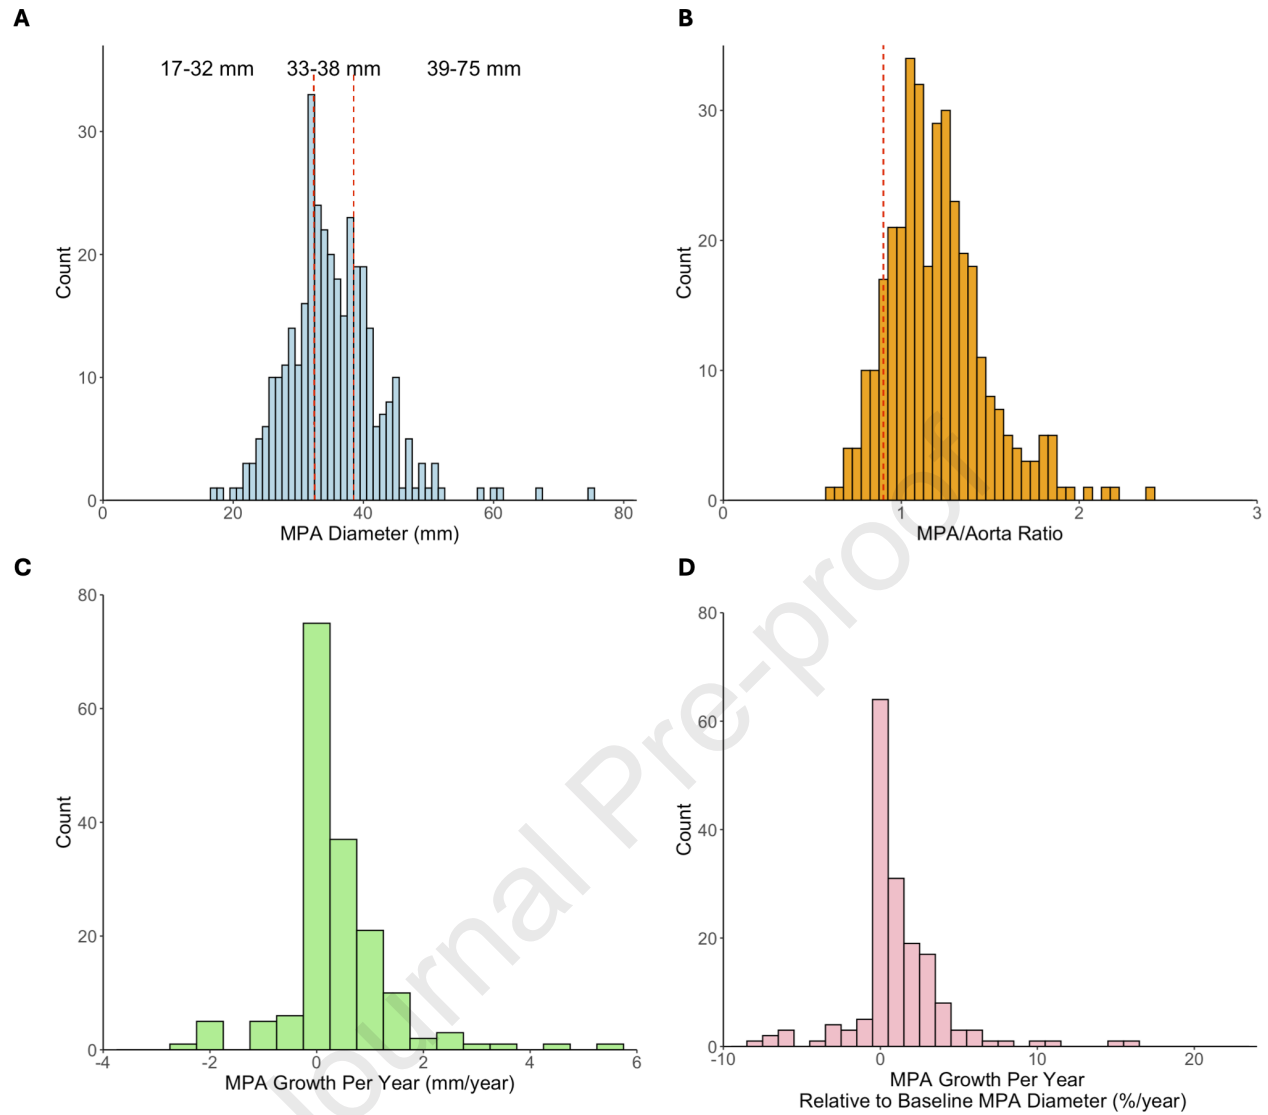 A
17-32 mm 33-38 mm 39-75 mm
Count
30
20
10
0
0 20 40 60 80
MPA Diameter (mm)
B
Count
30
20
10
0
1 2 3
MPA/Aorta Ratio
C
Count
80
60
40
20
0
-4 -2 0 2 4 6
MPA Growth Per Year (mm/year)
D
Count
80
60
40
20
0
-10 0 10 20
MPA Growth Per Year
Relative to Baseline MPA Diameter (%/year)
Journal Pre-proof